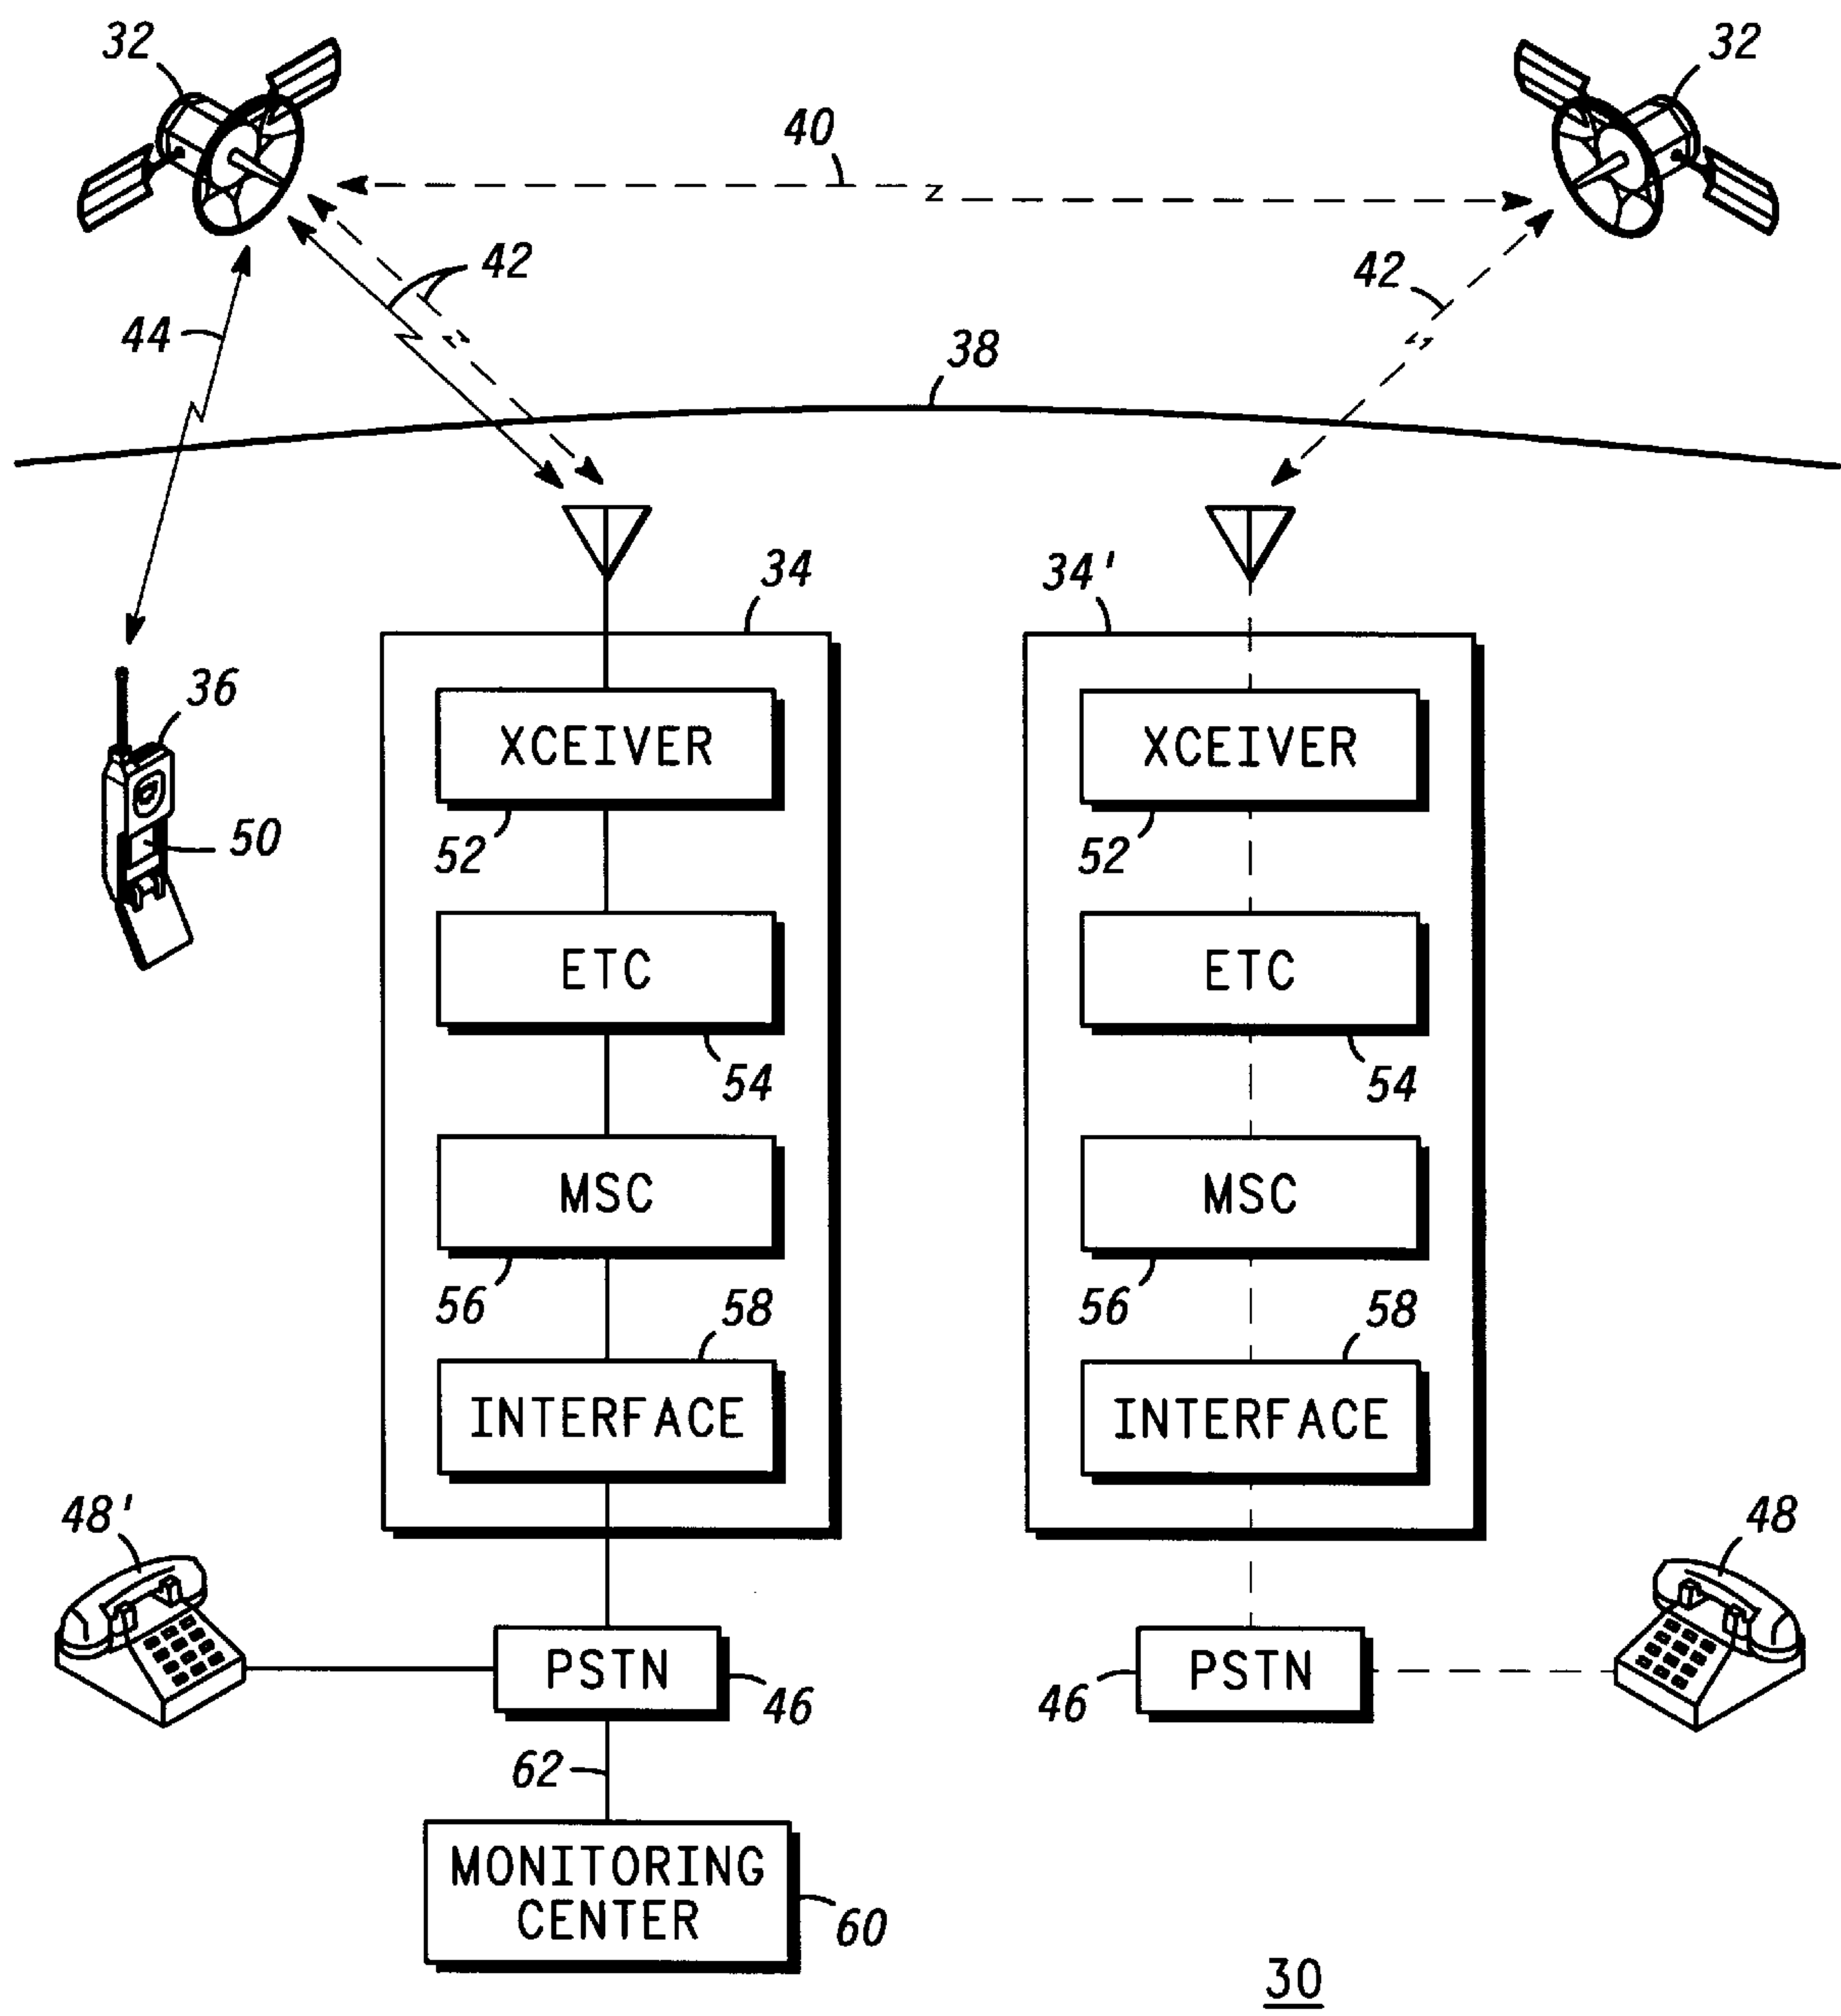 32
32
40
42
42
44
38
34
34'
36
XCEIVER
XCEIVER
50
52
52
ETC
ETC
54
54
MSC
MSC
56
58
56
58
INTERFACE
INTERFACE
48'
48
PSTN
PSTN
46
46
62
MONITORING
CENTER
60
30